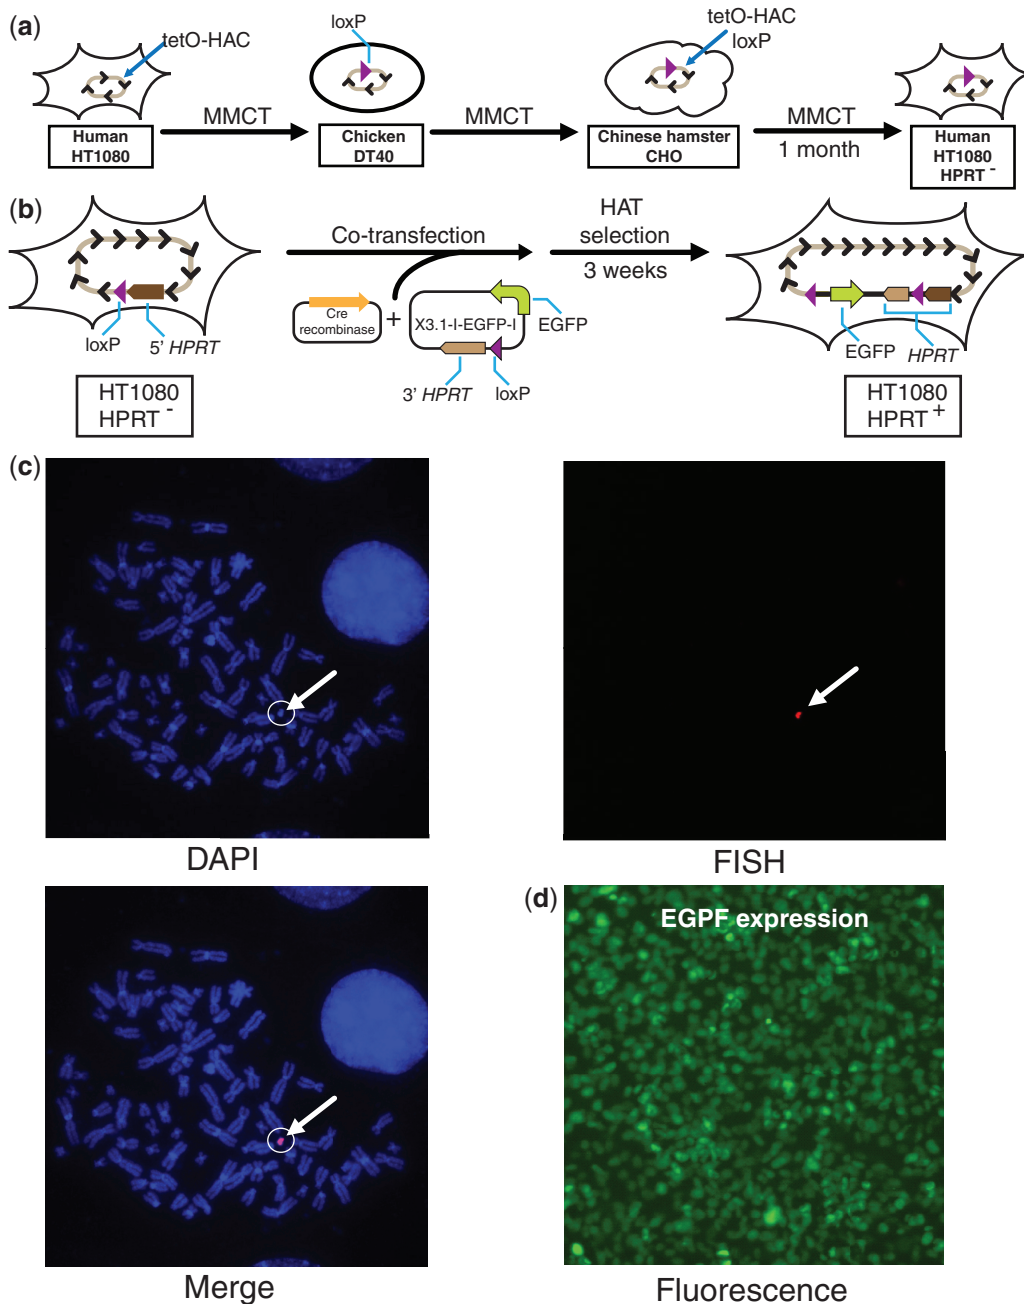 (a)
tetO-HAC
loxP
tetO-HAC
loxP
MMCT
MMCT
MMCT
1 month
Human
HT1080
Chicken
DT40
Chinese hamster
CHO
Human
HT1080
HPRT -
(b)
Co-transfection
HAT
selection
3 weeks
Cre
recombinase
+
X3.1-I-EGFP-I
EGFP
loxP
5' HPRT
3' HPRT
loxP
EGFP
HPRT
HT1080
HPRT -
HT1080
HPRT +
(c)
DAPI
FISH
Merge
(d)
EGPF expression
Fluorescence